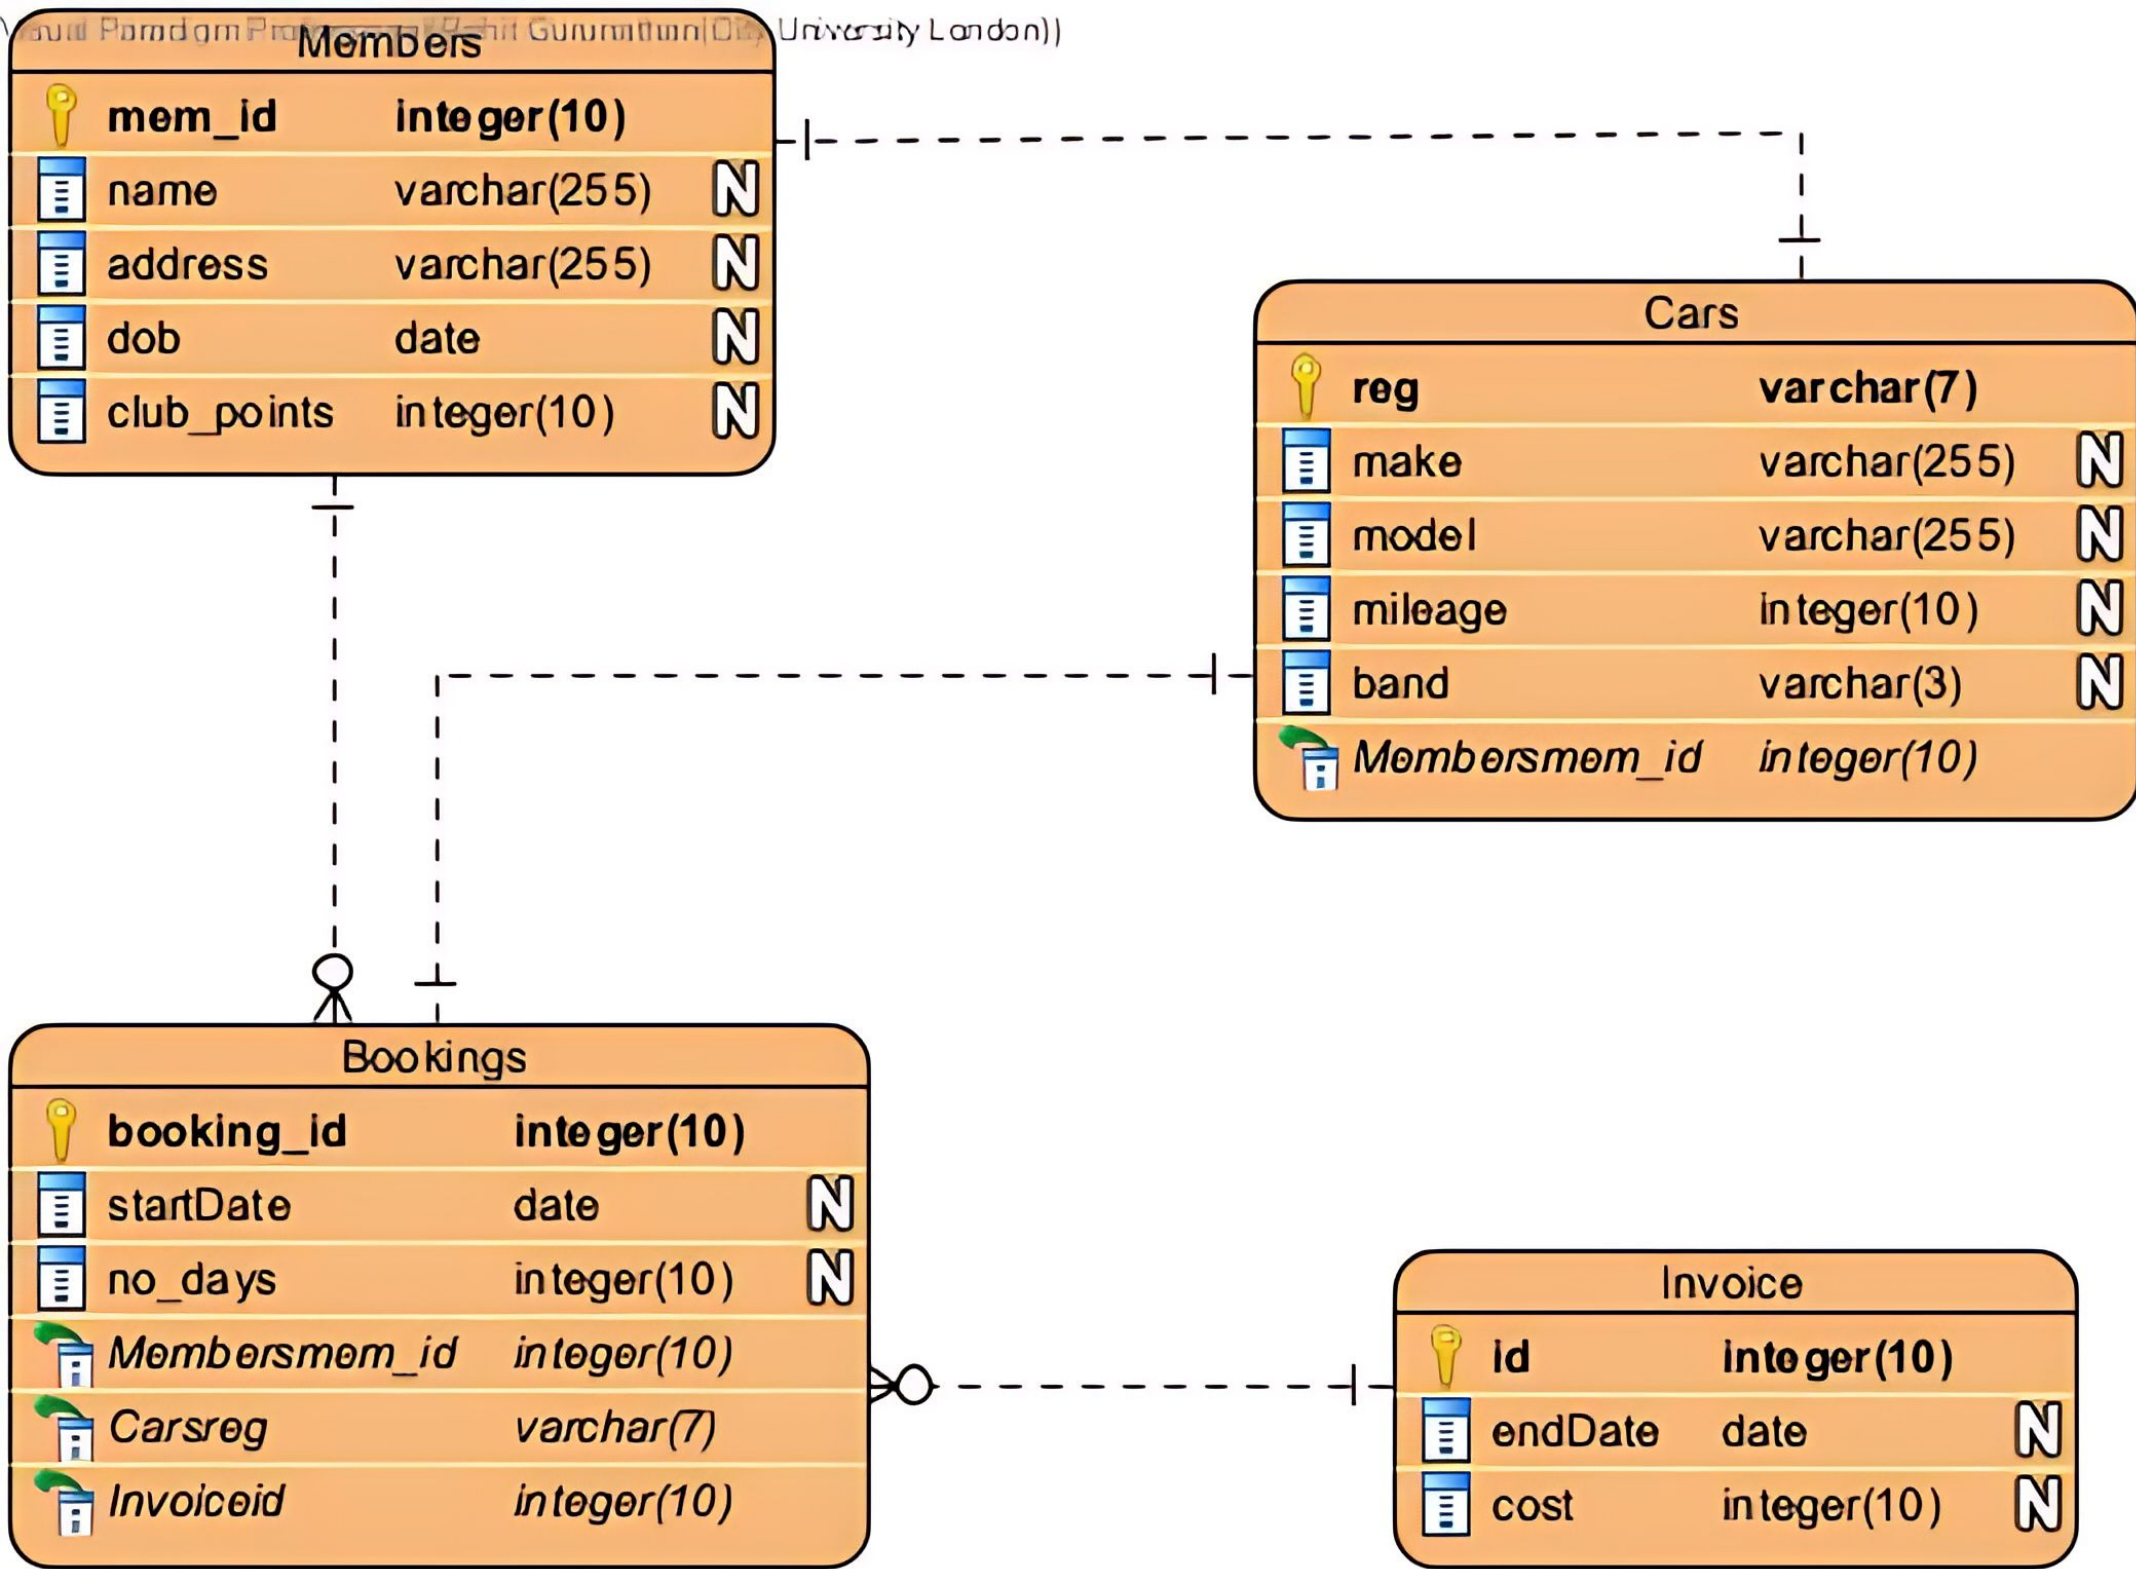 University London))
Members
mem_id integer(10)
name varchar(255) N
address varchar(255) N
dob date N
club_points integer(10) N
Cars
reg varchar(7)
make varchar(255) N
model varchar(255) N
mileage integer(10) N
band varchar(3) N
Membersmem_id integer(10)
Bookings
booking_id integer(10)
startDate date N
no_days integer(10) N
Membersmem_id integer(10)
Carsreg varchar(7)
Invoiceid integer(10)
Invoice
id integer(10)
endDate date N
cost integer(10) N